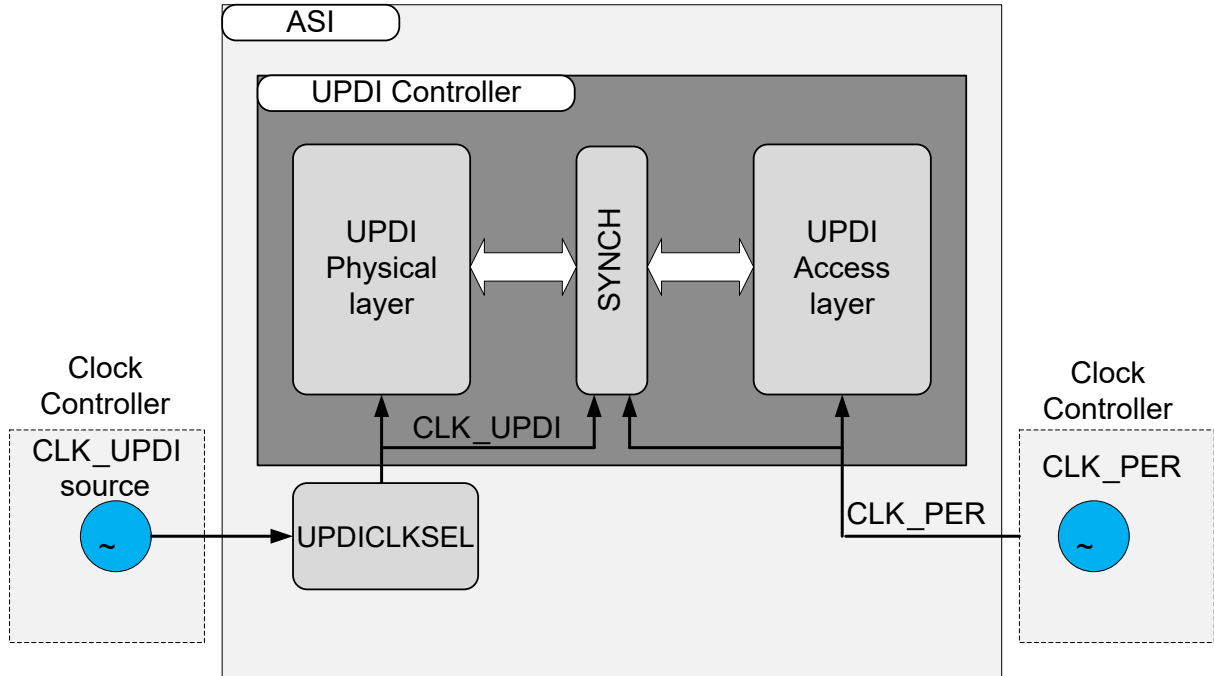 ASI
UPDI Controller
UPDI
Physical
layer
SYNCH
UPDI
Access
layer
Clock
Controller
CLK_UPDI
source
~
CLK_UPDI
UPDICLKSEL
CLK_PER
Clock
Controller
CLK_PER
~